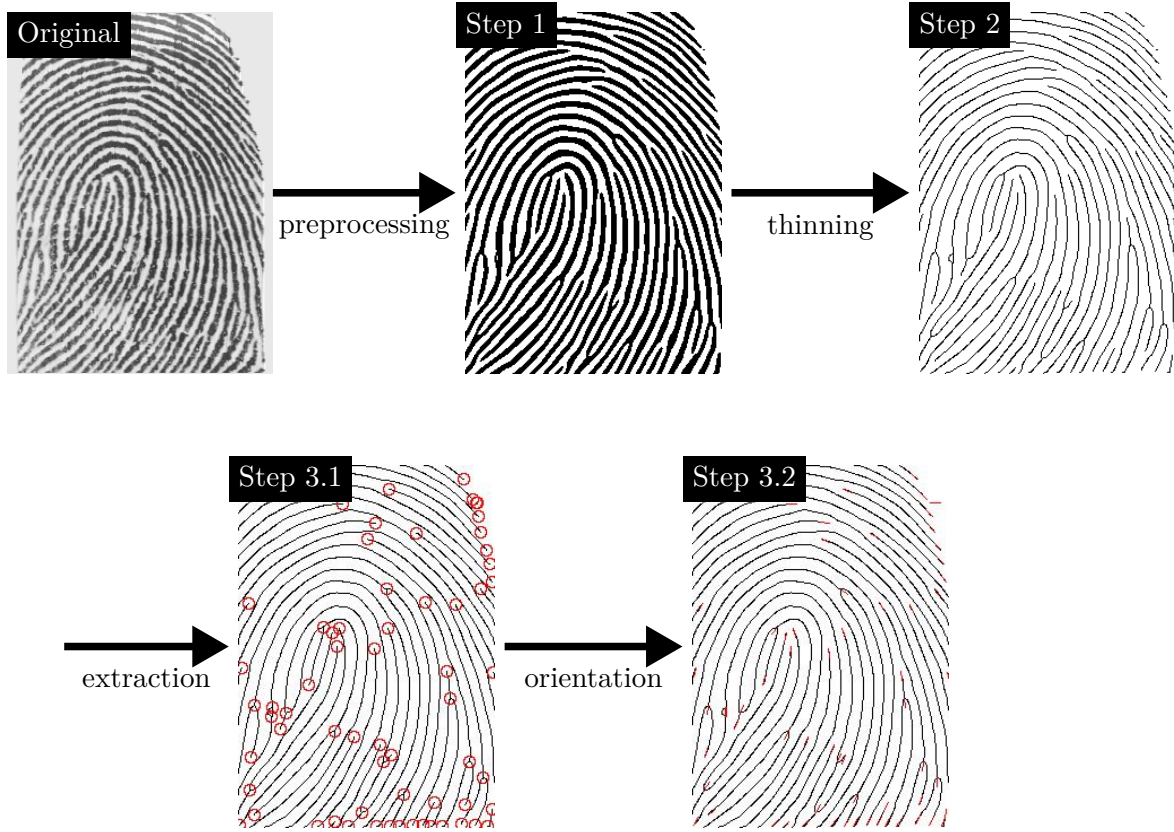 Original
Step 1
Step 2
preprocessing
thinning
Step 3.1
Step 3.2
extraction
orientation